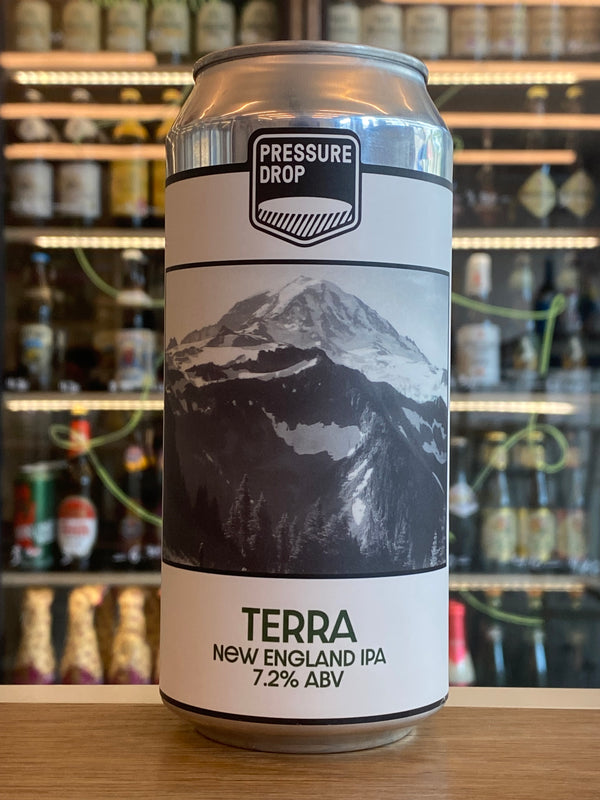 PRESSURE
DROP
TERRA
NEW ENGLAND IPA
7.2% ABV